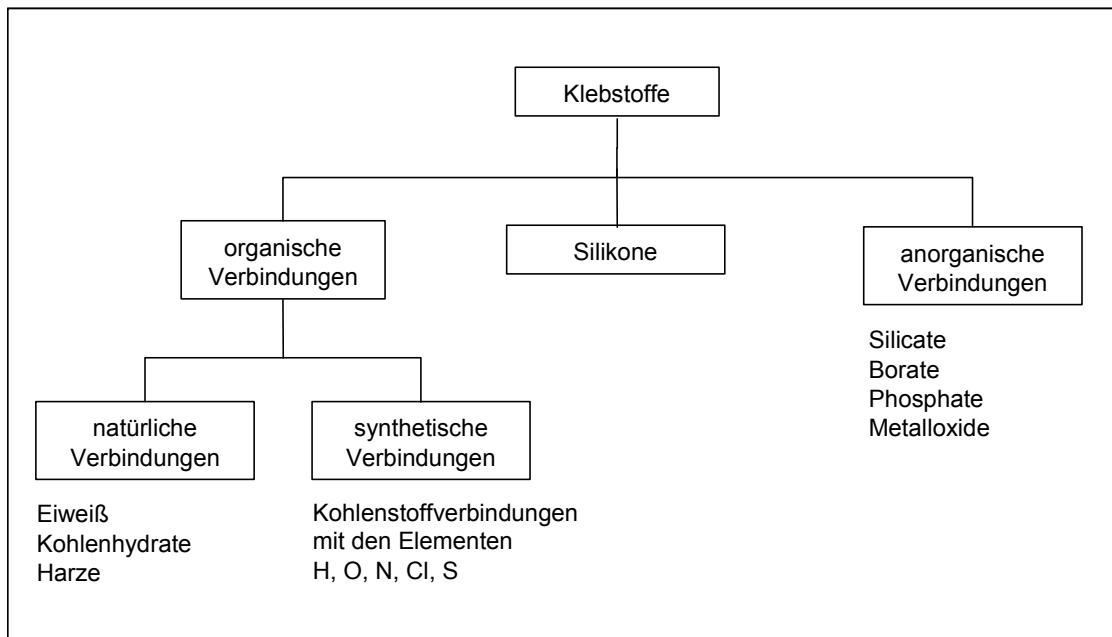 Klebstoffe
organische
Verbindungen
Silikone
anorganische
Verbindungen
Silicate
Borate
Phosphate
Metalloxide
natürliche
Verbindungen
synthetische
Verbindungen
Eiweiß
Kohlenhydrate
Harze
Kohlenstoffverbindungen
mit den Elementen
H, O, N, Cl, S